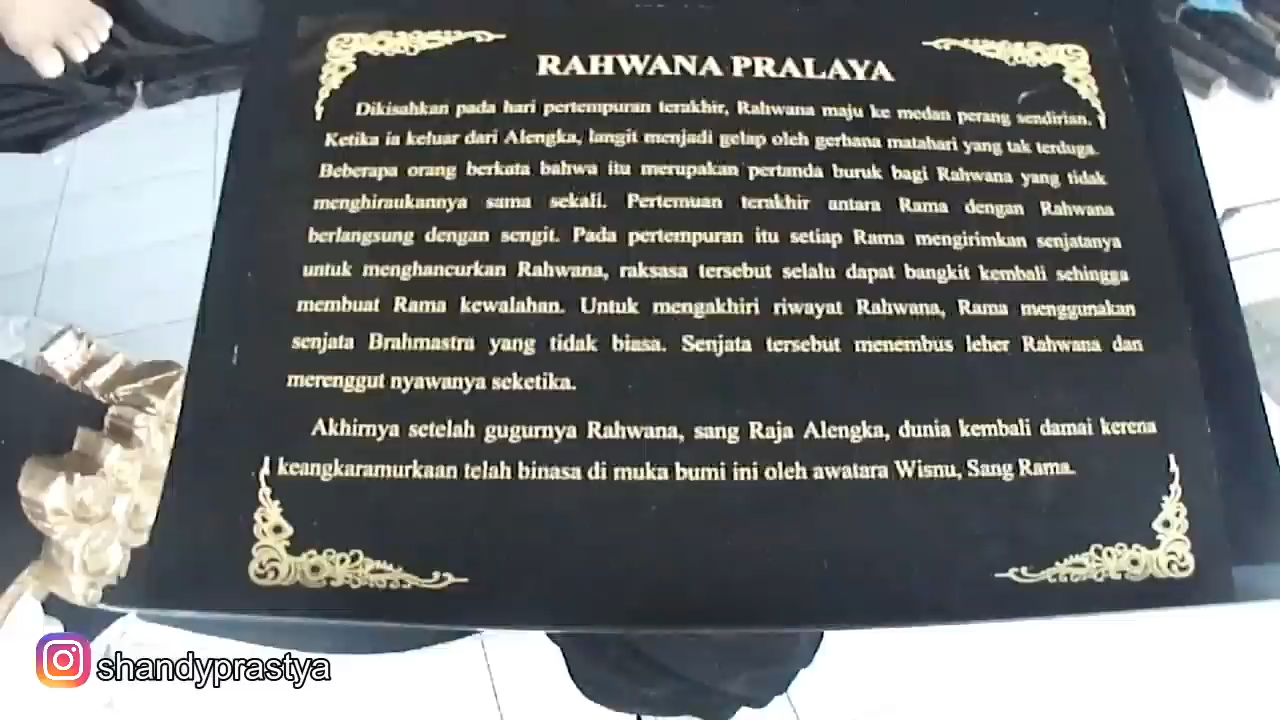 RAHWANA PRALAYA
Dikisahkan pada hari pertempuran terakhir, Rahwana maju ke medan perang sendirian.
Ketika ia keluar dari Alengka, langit menjadi gelap oleh gerhana matahari yang tak terduga.
Beberapa orang berkata bahwa itu merupakan pertanda buruk bagi Rahwana yang tidak
menghiraukannya sama sekali. Pertemuan terakhir antara Rama dengan Rahwana
berlangsung dengan sengit. Pada pertempuran itu setiap Rama mengirimkan senjatanya
untuk menghancurkan Rahwana, raksasa tersebut selalu dapat bangkit kembali sehingga
membuat Rama kewalahan. Untuk mengakhiri riwayat Rahwana, Rama menggunakan
senjata Brahmastra yang tidak biasa. Senjata tersebut menembus leher Rahwana dan
merenggut nyawanya seketika.
Akhirnya setelah gugurnya Rahwana, sang Raja Alengka, dunia kembali damai kerena
keangkaramurkaan telah binasa di muka bumi ini oleh awatara Wisnu, Sang Rama.
shandyprastya